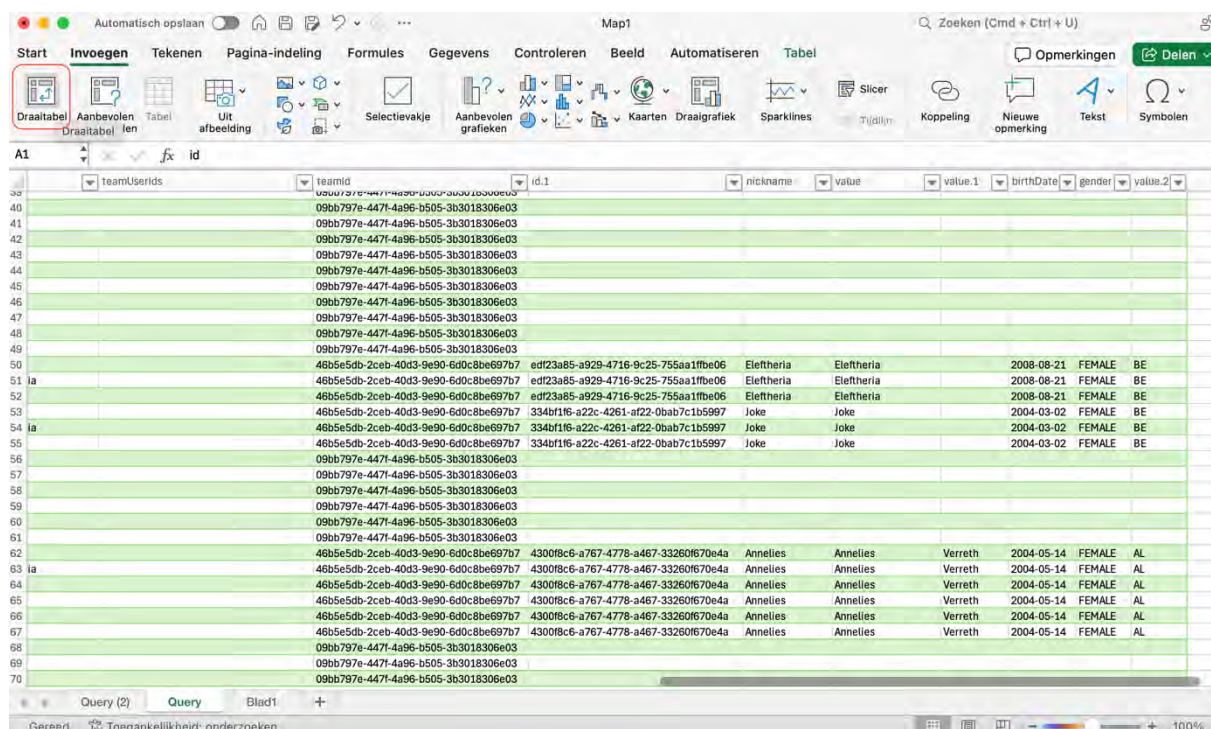 Automatisch opslaan
Map1
Zoeken (Cmd + Ctrl + U)
Start Invoegen Tekenen Pagina-indeling Formules Gegevens Controleren Beeld Automatiseren Tabel Opmerkingen Delen
Draaitabel Aanbevolen Tabel Uit afbeelding Selectievakje Aanbevolen grafieken Kaarten Draaigrafiek Sparklines Slicer Tijdlijn Koppeling Nieuwe opmerking Tekst Symbolen
Draaitabel len
A1 fx id
teamUserIds teamId id.1 nickname value value.1 birthDate gender value.2
39 09bb797e-447f-4a96-b505-3b3018306e03
40 09bb797e-447f-4a96-b505-3b3018306e03
41 09bb797e-447f-4a96-b505-3b3018306e03
42 09bb797e-447f-4a96-b505-3b3018306e03
43 09bb797e-447f-4a96-b505-3b3018306e03
44 09bb797e-447f-4a96-b505-3b3018306e03
45 09bb797e-447f-4a96-b505-3b3018306e03
46 09bb797e-447f-4a96-b505-3b3018306e03
47 09bb797e-447f-4a96-b505-3b3018306e03
48 09bb797e-447f-4a96-b505-3b3018306e03
49 09bb797e-447f-4a96-b505-3b3018306e03
50 46b5e5db-2ceb-40d3-9e90-6d0c8be697b7 edf23a85-a929-4716-9c25-755aa1ffbe06 Eleftheria Eleftheria 2008-08-21 FEMALE BE
51 ia 46b5e5db-2ceb-40d3-9e90-6d0c8be697b7 edf23a85-a929-4716-9c25-755aa1ffbe06 Eleftheria Eleftheria 2008-08-21 FEMALE BE
52 46b5e5db-2ceb-40d3-9e90-6d0c8be697b7 edf23a85-a929-4716-9c25-755aa1ffbe06 Eleftheria Eleftheria 2008-08-21 FEMALE BE
53 46b5e5db-2ceb-40d3-9e90-6d0c8be697b7 334bf1f6-a22c-4261-af22-0bab7c1b5997 Joke Joke 2004-03-02 FEMALE BE
54 ia 46b5e5db-2ceb-40d3-9e90-6d0c8be697b7 334bf1f6-a22c-4261-af22-0bab7c1b5997 Joke Joke 2004-03-02 FEMALE BE
55 46b5e5db-2ceb-40d3-9e90-6d0c8be697b7 334bf1f6-a22c-4261-af22-0bab7c1b5997 Joke Joke 2004-03-02 FEMALE BE
56 09bb797e-447f-4a96-b505-3b3018306e03
57 09bb797e-447f-4a96-b505-3b3018306e03
58 09bb797e-447f-4a96-b505-3b3018306e03
59 09bb797e-447f-4a96-b505-3b3018306e03
60 09bb797e-447f-4a96-b505-3b3018306e03
61 09bb797e-447f-4a96-b505-3b3018306e03
62 46b5e5db-2ceb-40d3-9e90-6d0c8be697b7 4300f8c6-a767-4778-a467-33260f670e4a Annelies Annelies Verreth 2004-05-14 FEMALE AL
63 ia 46b5e5db-2ceb-40d3-9e90-6d0c8be697b7 4300f8c6-a767-4778-a467-33260f670e4a Annelies Annelies Verreth 2004-05-14 FEMALE AL
64 46b5e5db-2ceb-40d3-9e90-6d0c8be697b7 4300f8c6-a767-4778-a467-33260f670e4a Annelies Annelies Verreth 2004-05-14 FEMALE AL
65 46b5e5db-2ceb-40d3-9e90-6d0c8be697b7 4300f8c6-a767-4778-a467-33260f670e4a Annelies Annelies Verreth 2004-05-14 FEMALE AL
66 46b5e5db-2ceb-40d3-9e90-6d0c8be697b7 4300f8c6-a767-4778-a467-33260f670e4a Annelies Annelies Verreth 2004-05-14 FEMALE AL
67 46b5e5db-2ceb-40d3-9e90-6d0c8be697b7 4300f8c6-a767-4778-a467-33260f670e4a Annelies Annelies Verreth 2004-05-14 FEMALE AL
68 09bb797e-447f-4a96-b505-3b3018306e03
69 09bb797e-447f-4a96-b505-3b3018306e03
70 09bb797e-447f-4a96-b505-3b3018306e03
Query (2) Query Blad1 +
Gereed Toegankelijkheid: onderzoeken 100%